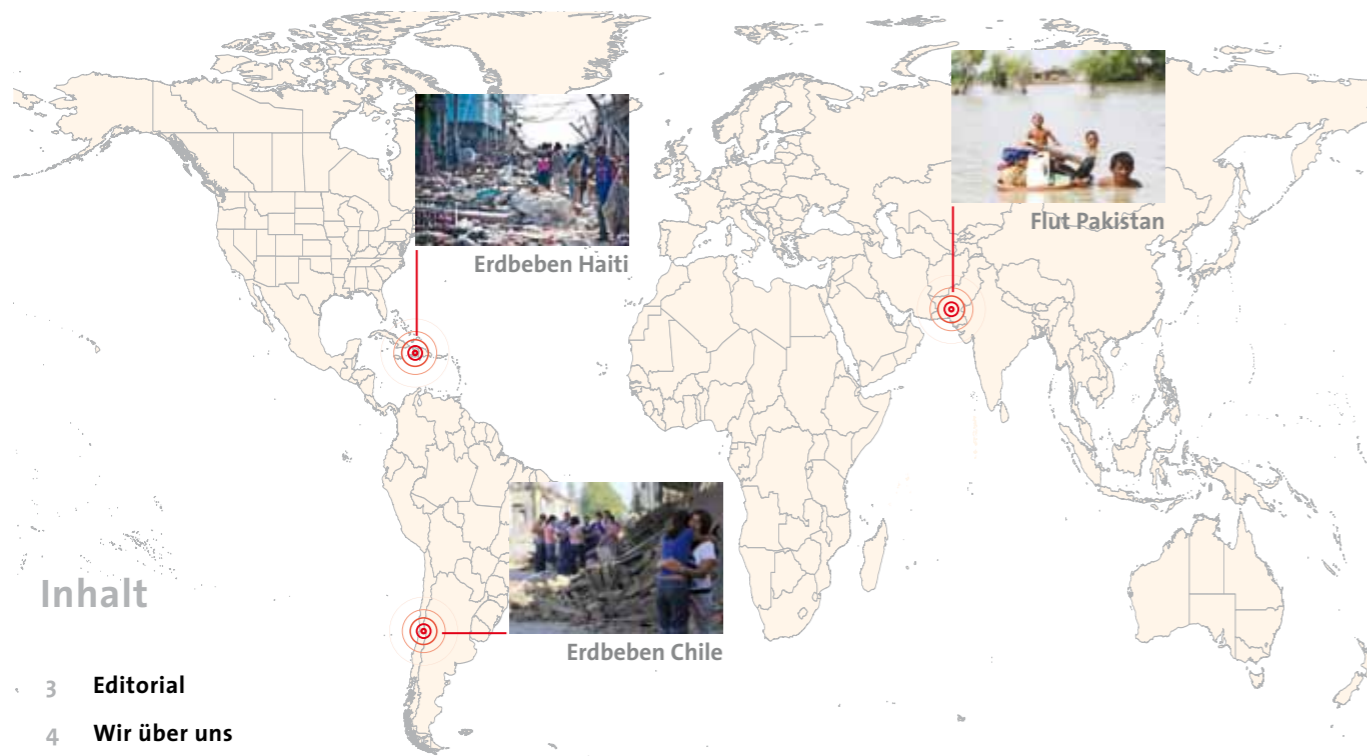 Flut Pakistan
Erdbeben Haiti
Erdbeben Chile
Inhalt
3 Editorial
4 Wir über uns